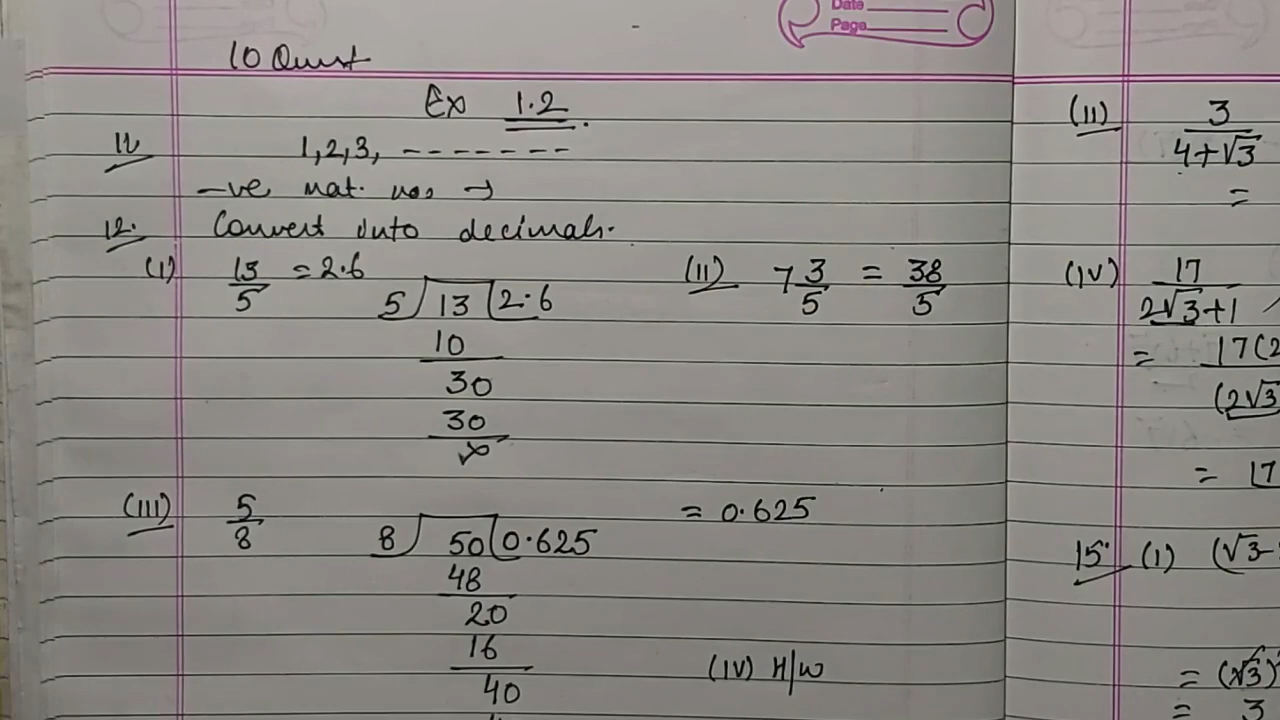 Date
Page
10 Quest
Ex 1.2.
11.
1,2,3, -------
-ve nat. nos →
12. Convert into decimals.
(I) 13/5 = 2.6
5 ) 13 ( 2.6
10
30
30
×
(II) 7 3/5 = 38/5
(III) 5/8
8 ) 50 ( 0.625
48
20
16
40
= 0.625
(IV) H/W
(II) 3/(4+√3)
=
(IV) 17/(2√3+1)
= 17(2
(2√3
= 17
15. (I) (√3-
= (√3)
= 3